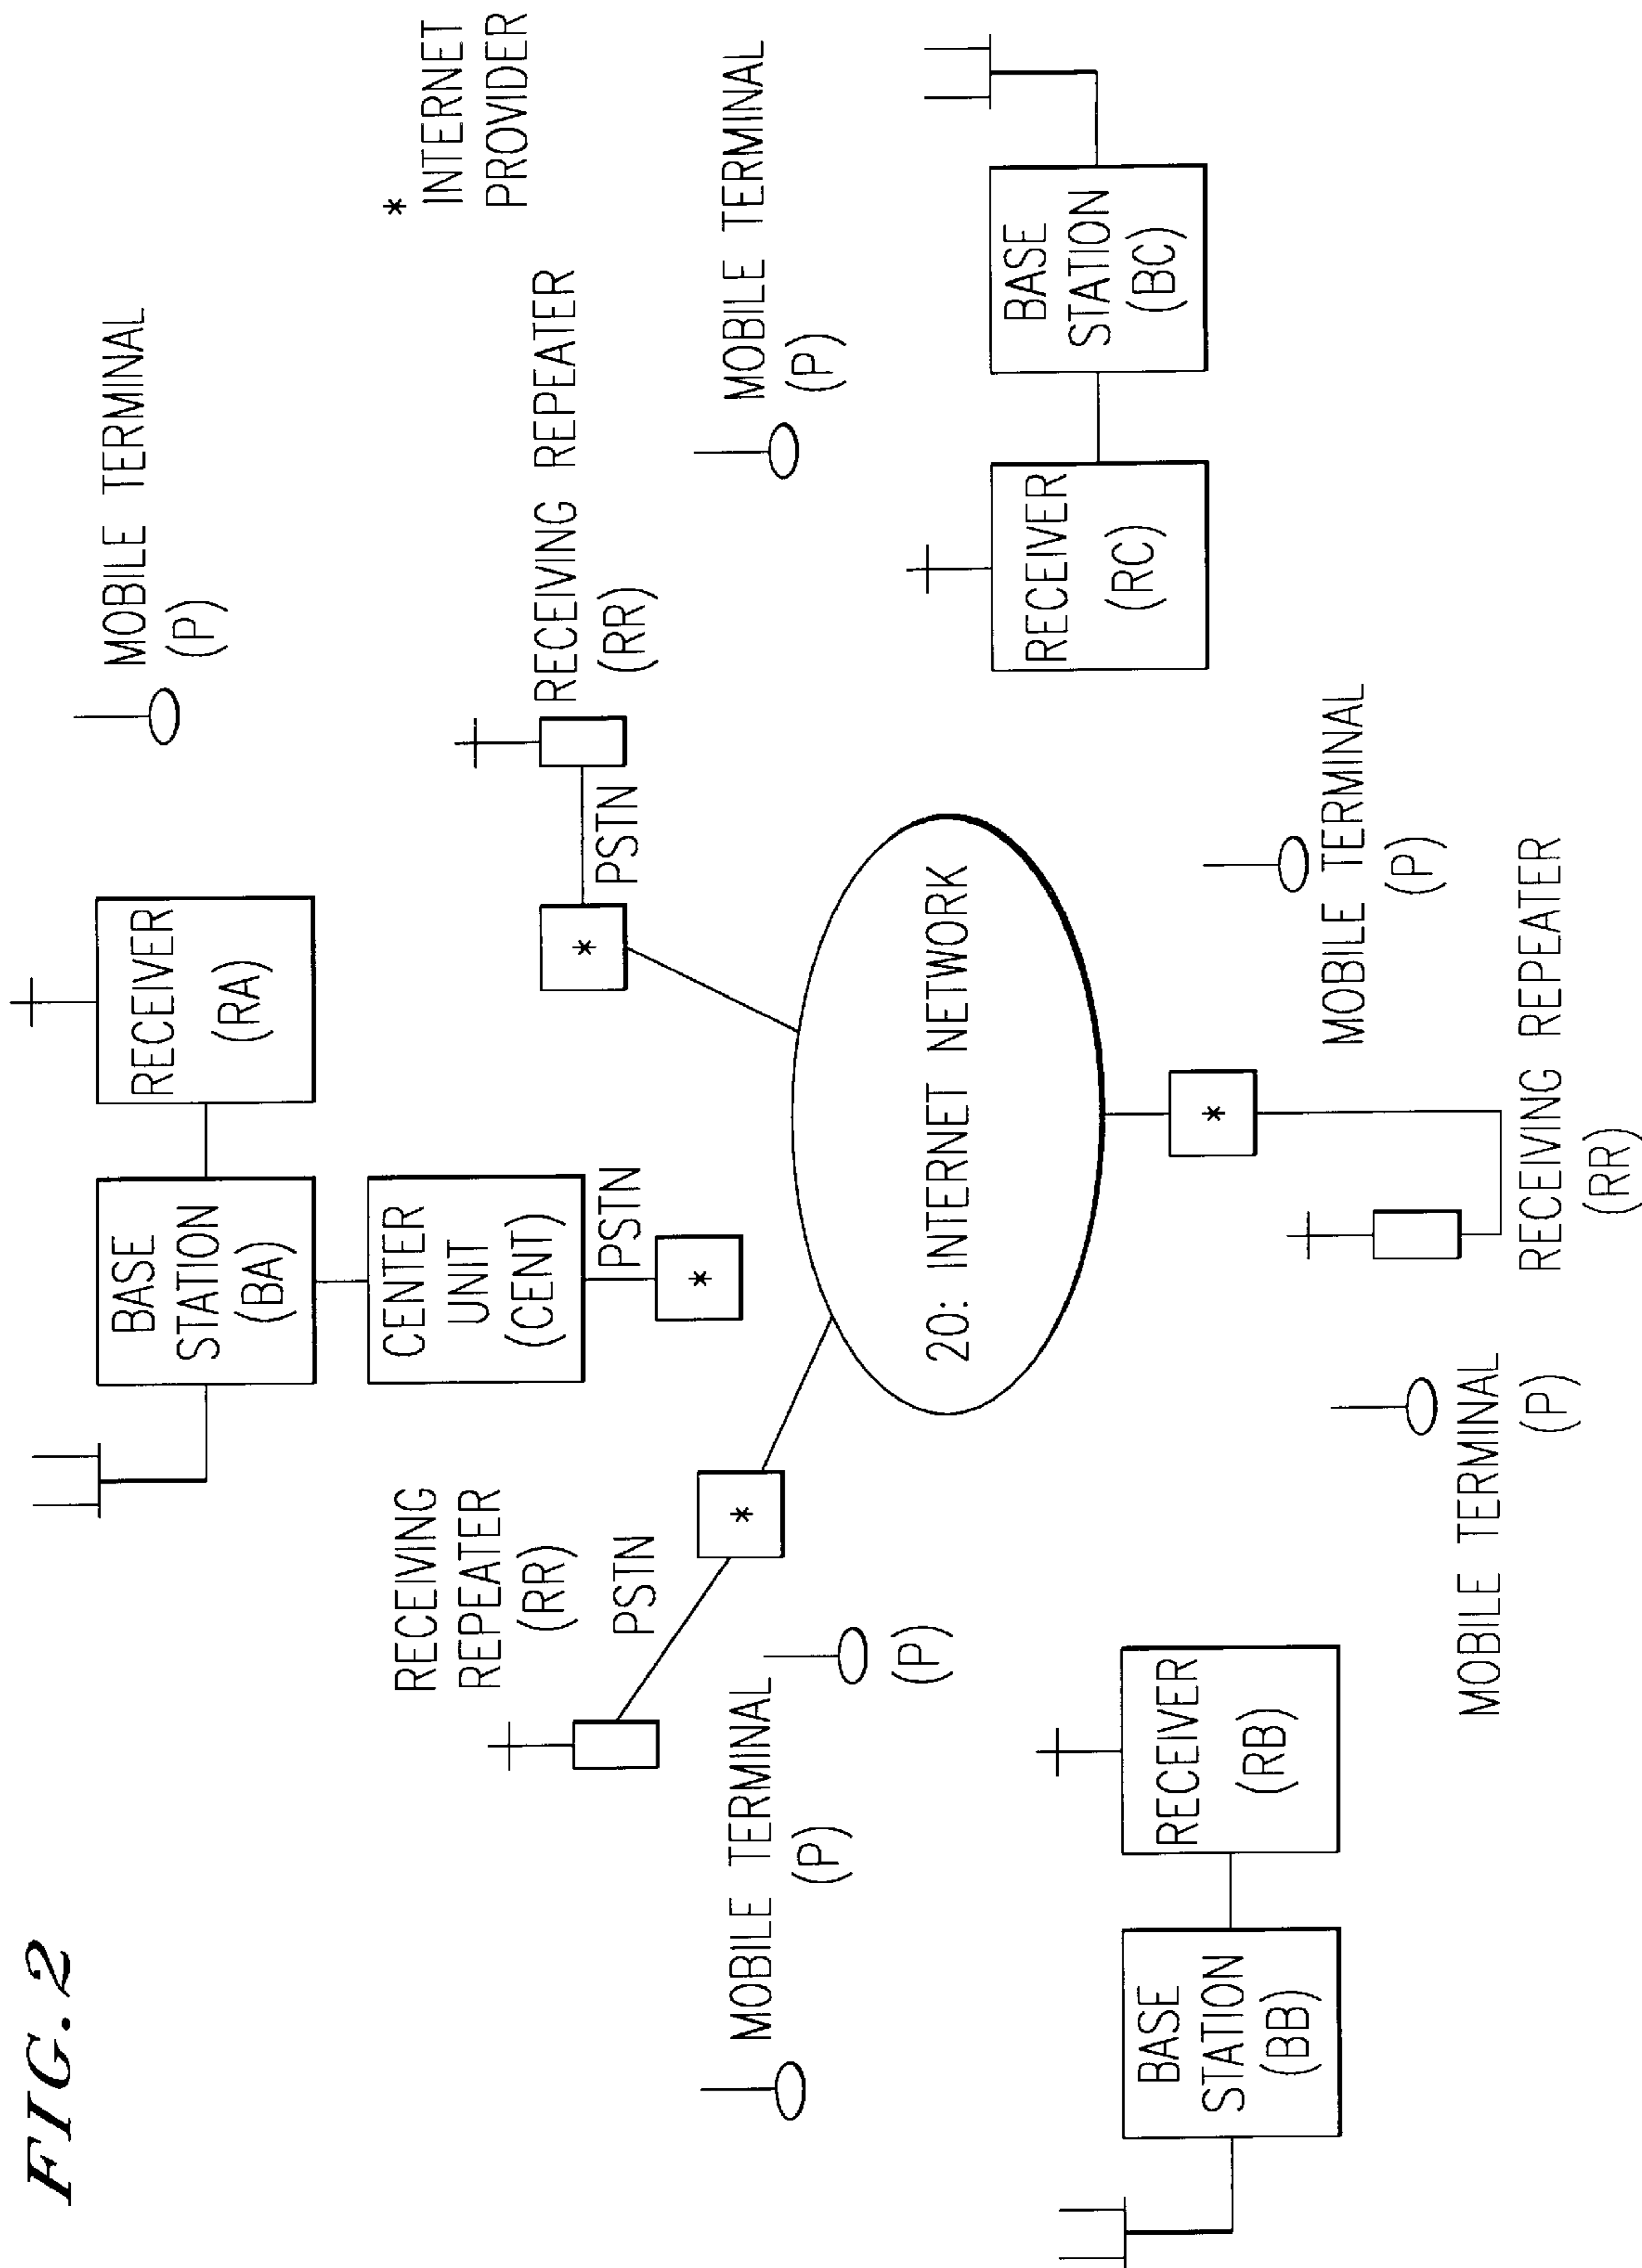 FIG. 2
BASE
STATION
(BA)
RECEIVER
(RA)
MOBILE TERMINAL
(P)
CENTER
UNIT
(CENT)
PSTN
*
* INTERNET
PROVIDER
RECEIVING
REPEATER
(RR)
PSTN
*
*
PSTN
RECEIVING REPEATER
(RR)
MOBILE TERMINAL
(P)
(P)
MOBILE TERMINAL
(P)
20: INTERNET NETWORK
BASE
STATION
(BB)
RECEIVER
(RB)
*
RECEIVER
(RC)
BASE
STATION
(BC)
MOBILE TERMINAL
(P)
MOBILE TERMINAL
(P)
RECEIVING REPEATER
(RR)